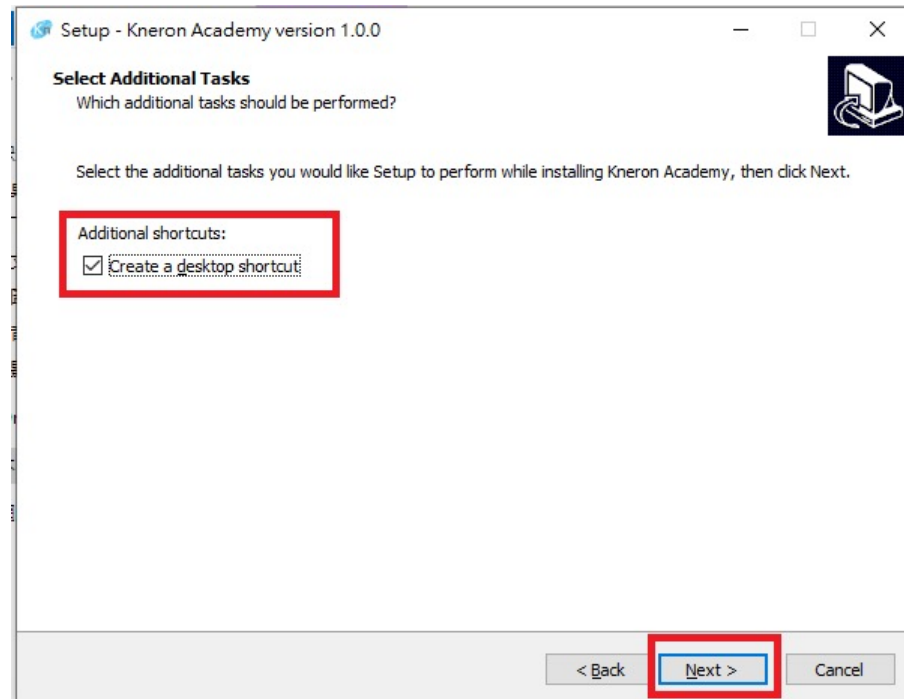 Setup - Kneron Academy version 1.0.0
Select Additional Tasks
Which additional tasks should be performed?
Select the additional tasks you would like Setup to perform while installing Kneron Academy, then click Next.
Additional shortcuts:
Create a desktop shortcut
< Back Next > Cancel